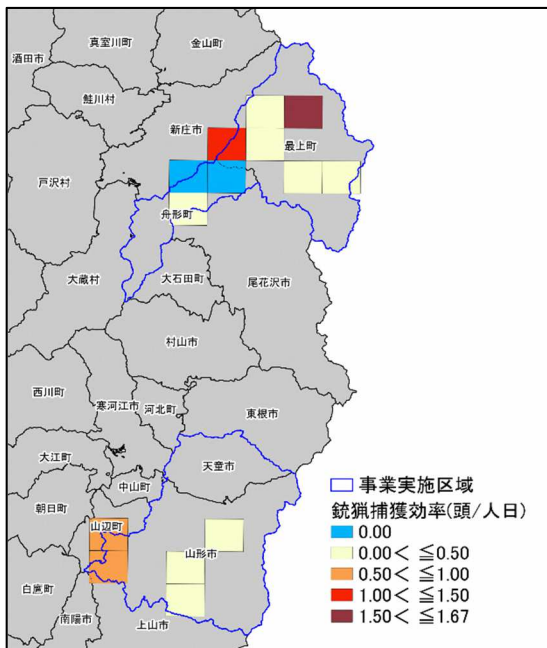 真室川町
金山町
酒田市
鮭川村
新庄市
最上町
戸沢村
舟形町
大蔵村
大石田町
尾花沢市
村山市
西川町
寒河江市
河北町
東根市
大江町
天童市
中山町
朝日町
山辺町
山形市
白鷹町
南陽市
上山市
事業実施区域
銃猟捕獲効率(頭/人日)
0.00
0.00＜ ≦0.50
0.50＜ ≦1.00
1.00＜ ≦1.50
1.50＜ ≦1.67